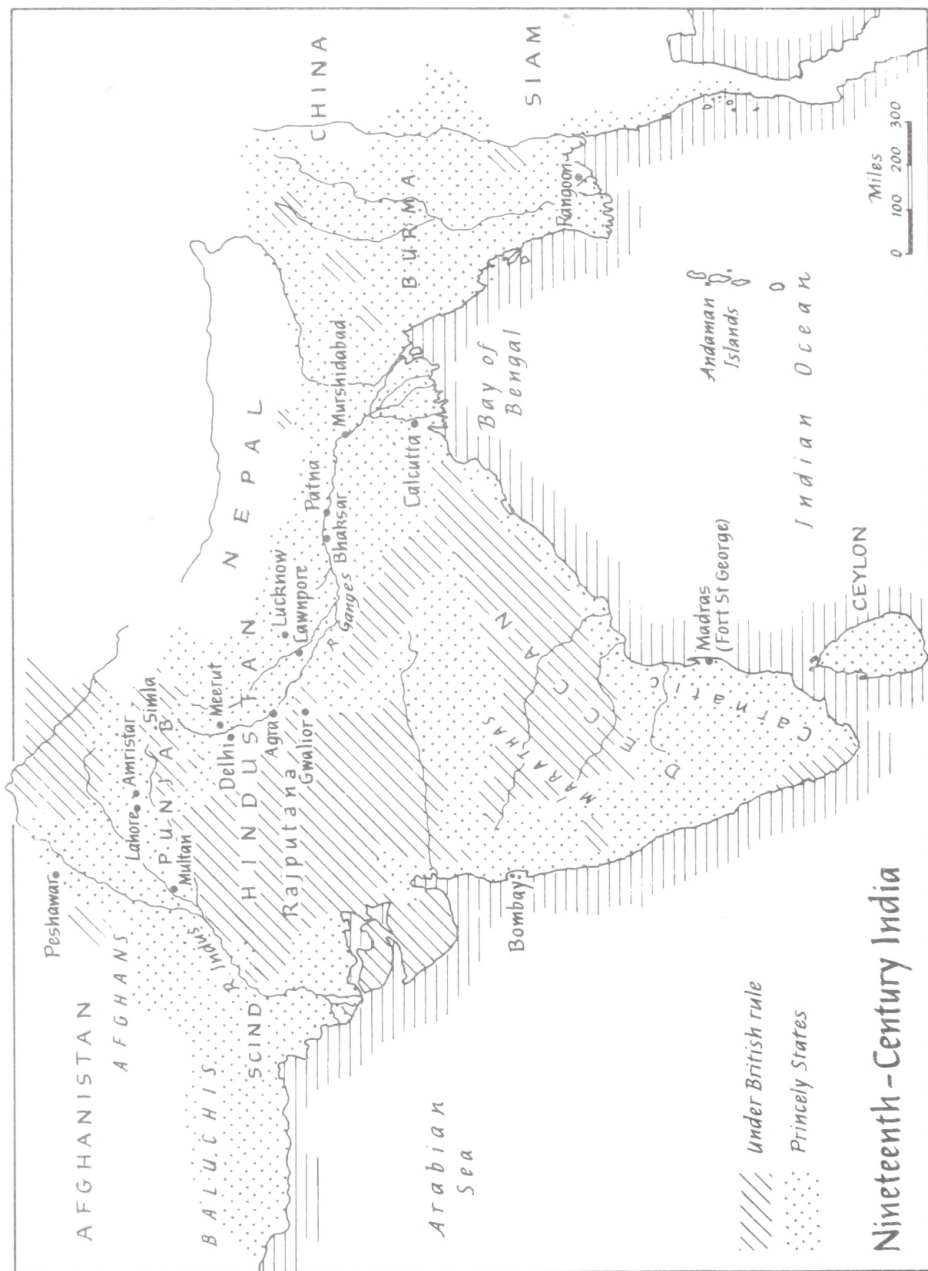 AFGHANISTAN
AFGHANS
BALUCHIS
SCIND
Peshawar
Lahore
Amristar
Simla
PUNJAB
Multan
R Indus
HINDUSTAN
Meerut
Delhi
Agra
Gwalior
Rajputana
Lucknow
Cawnpore
R Ganges
NEPAL
Bhaksar
Patna
Murshidabad
Calcutta
CHINA
BURMA
SIAM
Rangoon
Bay of
Bengal
Arabian
Sea
Bombay
MARATHAS
DECCAN
Carnatic
Madras
(Fort St George)
CEYLON
Andaman
Islands
Indian Ocean
Miles
0 100 200 300
under British rule
Princely States
Nineteenth-Century India